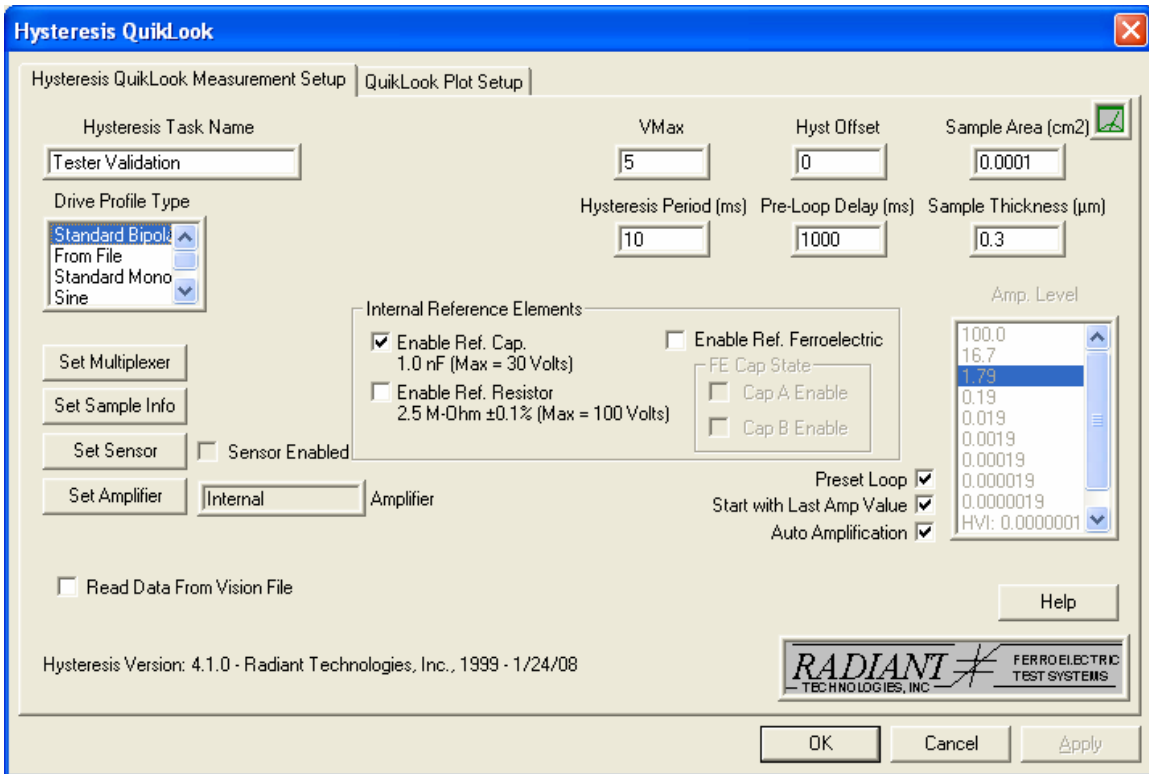 Hysteresis QuikLook
Hysteresis QuikLook Measurement Setup
QuikLook Plot Setup
Hysteresis Task Name
Tester Validation
VMax
5
Hyst Offset
0
Sample Area (cm2)
0.0001
Drive Profile Type
Standard Bipola
From File
Standard Mono
Sine
Hysteresis Period (ms)
10
Pre-Loop Delay (ms)
1000
Sample Thickness (µm)
0.3
Internal Reference Elements
Enable Ref. Cap.
1.0 nF (Max = 30 Volts)
Enable Ref. Resistor
2.5 M-Ohm ±0.1% (Max = 100 Volts)
Enable Ref. Ferroelectric
FE Cap State
Cap A Enable
Cap B Enable
Amp. Level
100.0
16.7
1.79
0.19
0.019
0.0019
0.00019
0.000019
0.0000019
HVI: 0.0000001
Set Multiplexer
Set Sample Info
Set Sensor
Sensor Enabled
Set Amplifier
Internal
Amplifier
Preset Loop
Start with Last Amp Value
Auto Amplification
Read Data From Vision File
Help
Hysteresis Version: 4.1.0 - Radiant Technologies, Inc., 1999 - 1/24/08
RADIANT
TECHNOLOGIES, INC
FERROELECTRIC
TEST SYSTEMS
OK
Cancel
Apply